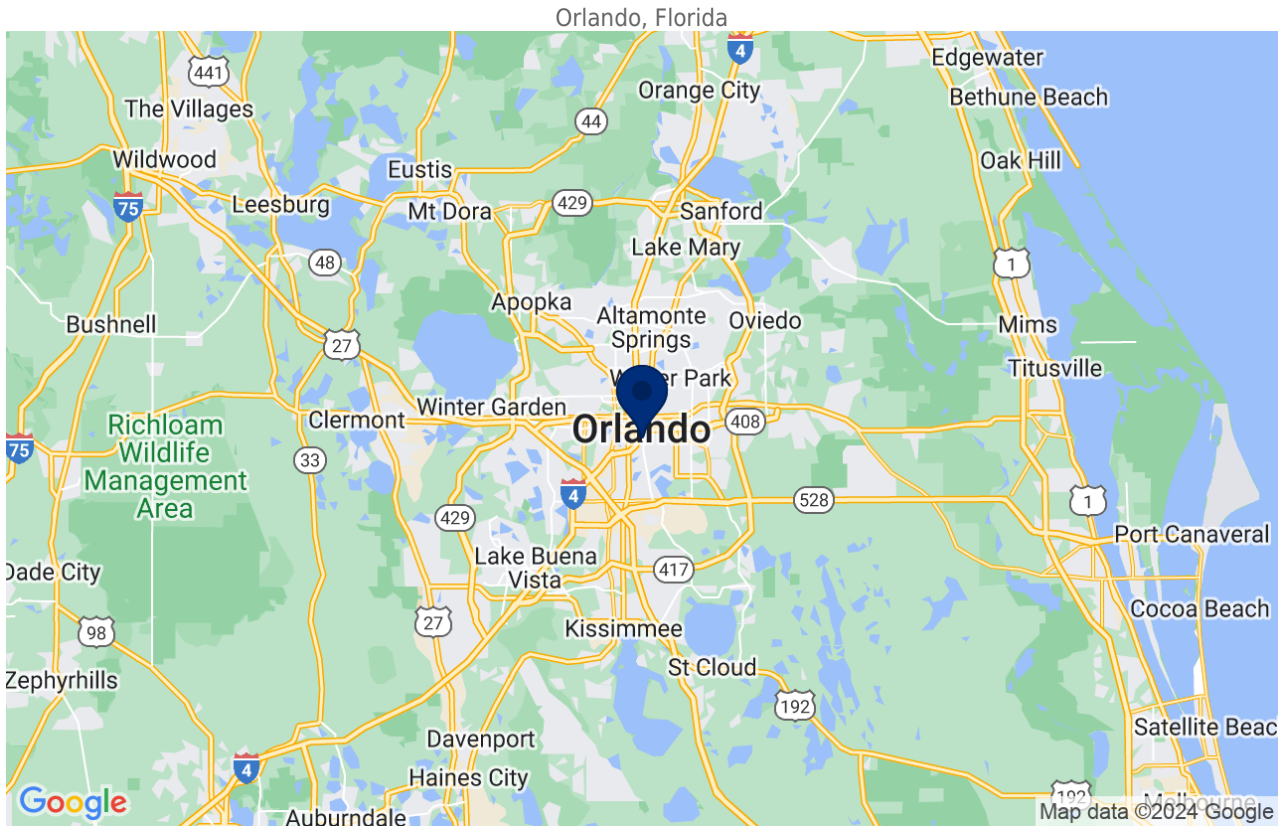 Orlando, Florida
4
Edgewater
441
Orange City
Bethune Beach
The Villages
44
Wildwood
Eustis
Oak Hill
75
Leesburg
Mt Dora
429
Sanford
Lake Mary
48
1
Apopka
Altamonte
Springs
Oviedo
Bushnell
Mims
27
Titusville
Winter Park
Winter Garden
Clermont
Orlando
408
Richloam
Wildlife
Management
Area
75
33
4
528
1
429
Port Canaveral
Lake Buena
Vista
417
Dade City
Cocoa Beach
98
27
Kissimmee
St Cloud
Zephyrhills
192
Satellite Beac
Davenport
4
Haines City
192
Melbourne
Google
Map data ©2024 Google
Auburndale